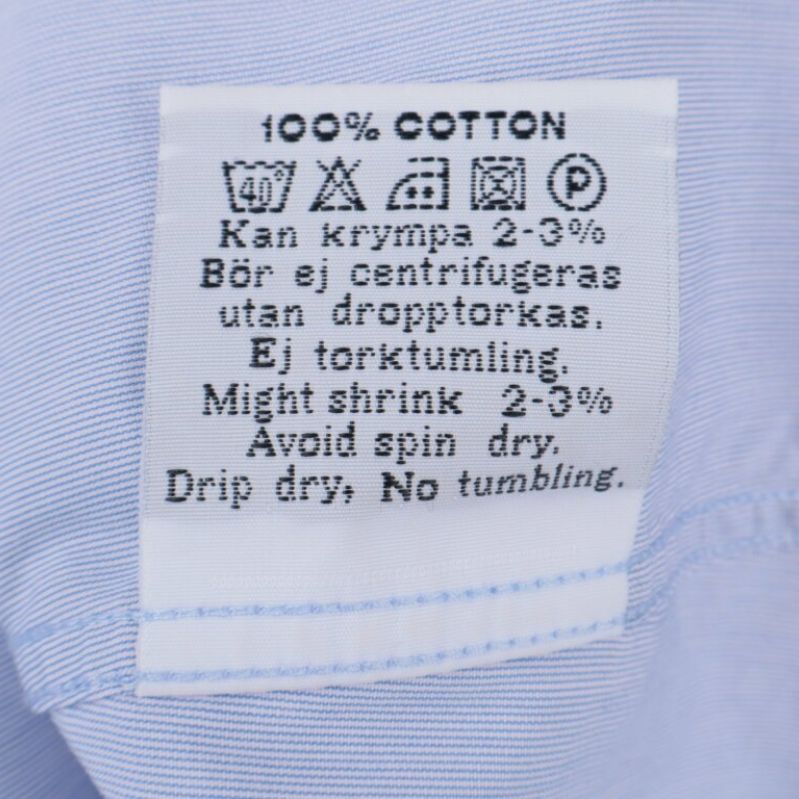 100% COTTON
40° P
Kan krympa 2-3%
Bör ej centrifugeras
utan dropptorkas.
Ej torktumling.
Might shrink 2-3%
Avoid spin dry.
Drip dry; No tumbling.